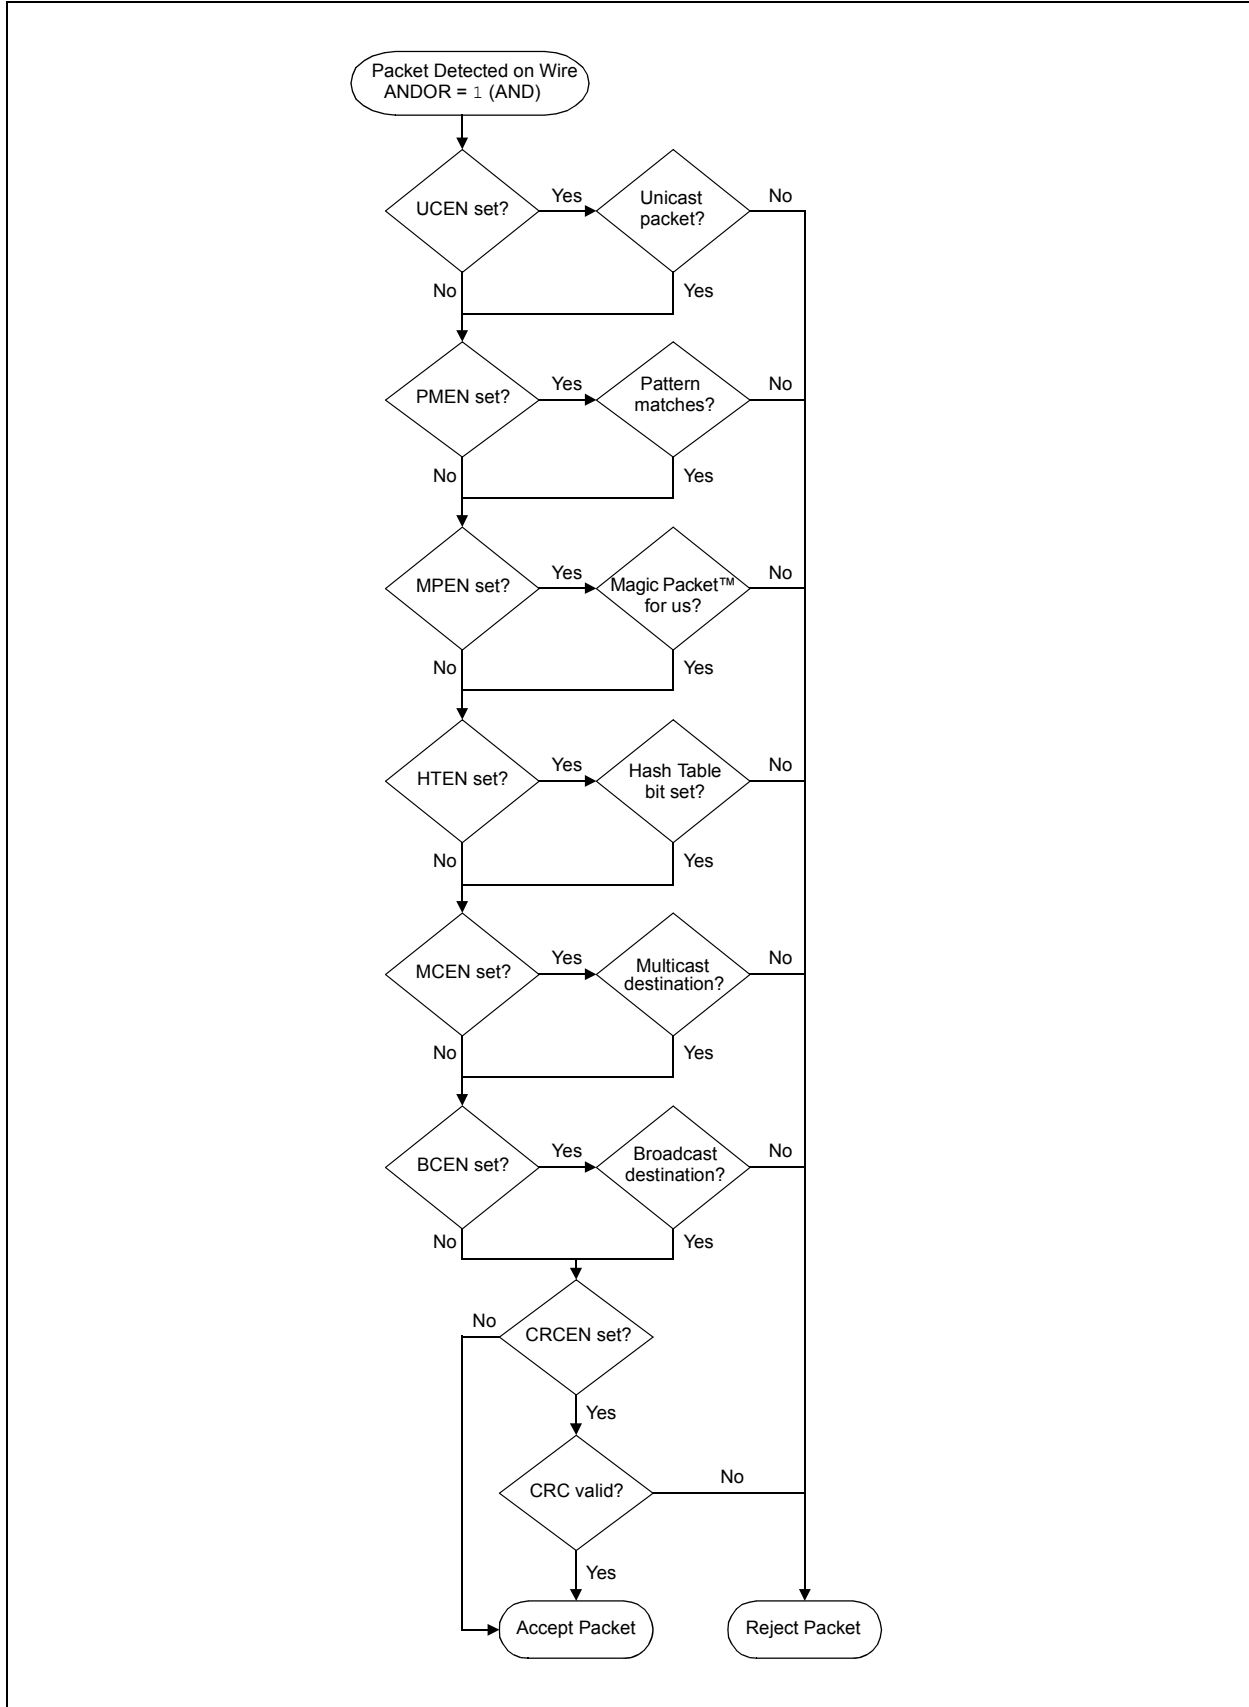 Packet Detected on Wire
ANDOR = 1 (AND)
UCEN set?
Yes
Unicast
packet?
No
No
Yes
PMEN set?
Yes
Pattern
matches?
No
No
Yes
MPEN set?
Yes
Magic Packet™
for us?
No
No
Yes
HTEN set?
Yes
Hash Table
bit set?
No
No
Yes
MCEN set?
Yes
Multicast
destination?
No
No
Yes
BCEN set?
Yes
Broadcast
destination?
No
No
Yes
No
CRCEN set?
Yes
CRC valid?
No
Yes
Accept Packet
Reject Packet